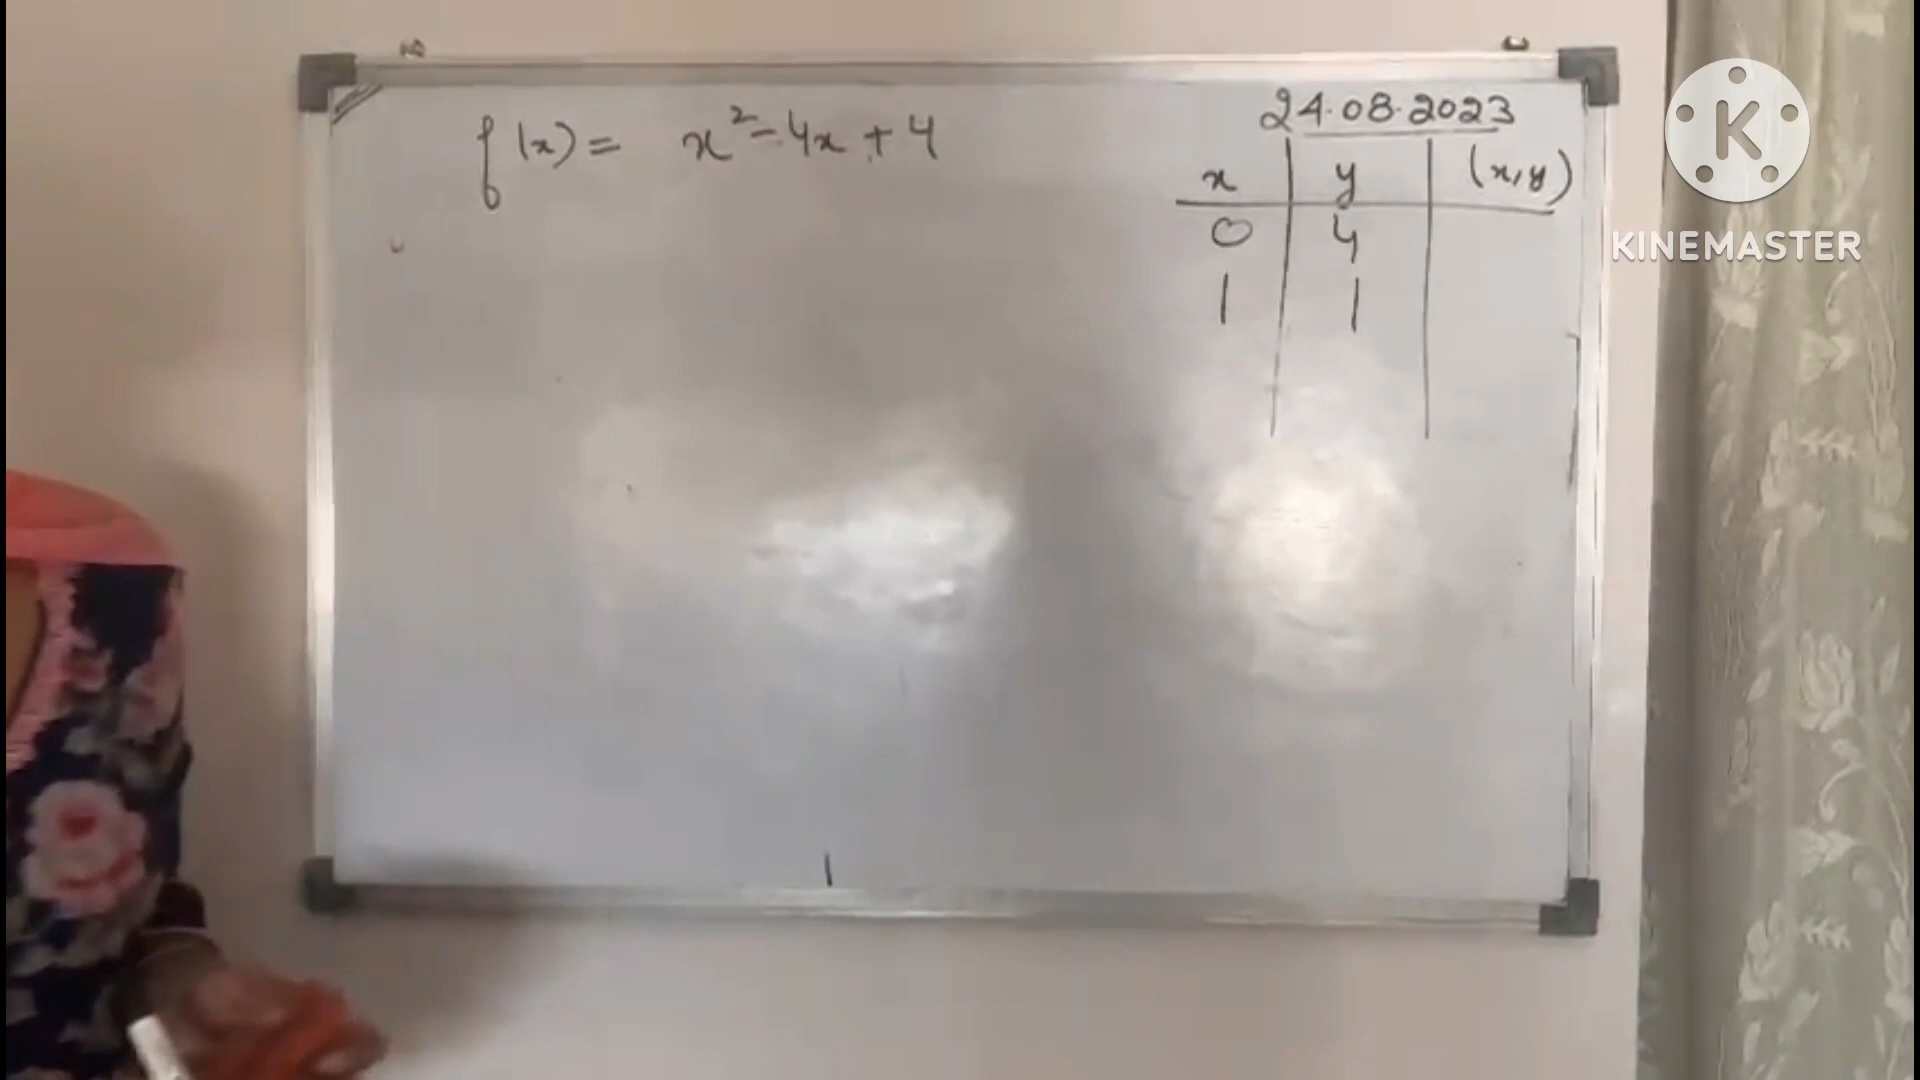 f(x) = x² - 4x + 4
24.08.2023
x y (x,y)
0 4
1 1
K
KINEMASTER